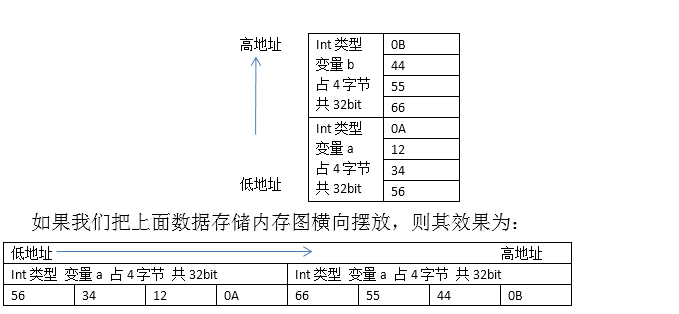 高地址
Int 类型 0B
变量 b 44
占 4 字节 55
共 32bit 66
Int 类型 0A
变量 a 12
占 4 字节 34
低地址 共 32bit 56
如果我们把上面数据存储内存图横向摆放，则其效果为：
低地址 高地址
Int 类型 变量 a 占 4 字节 共 32bit Int 类型 变量 a 占 4 字节 共 32bit
56 34 12 0A 66 55 44 0B